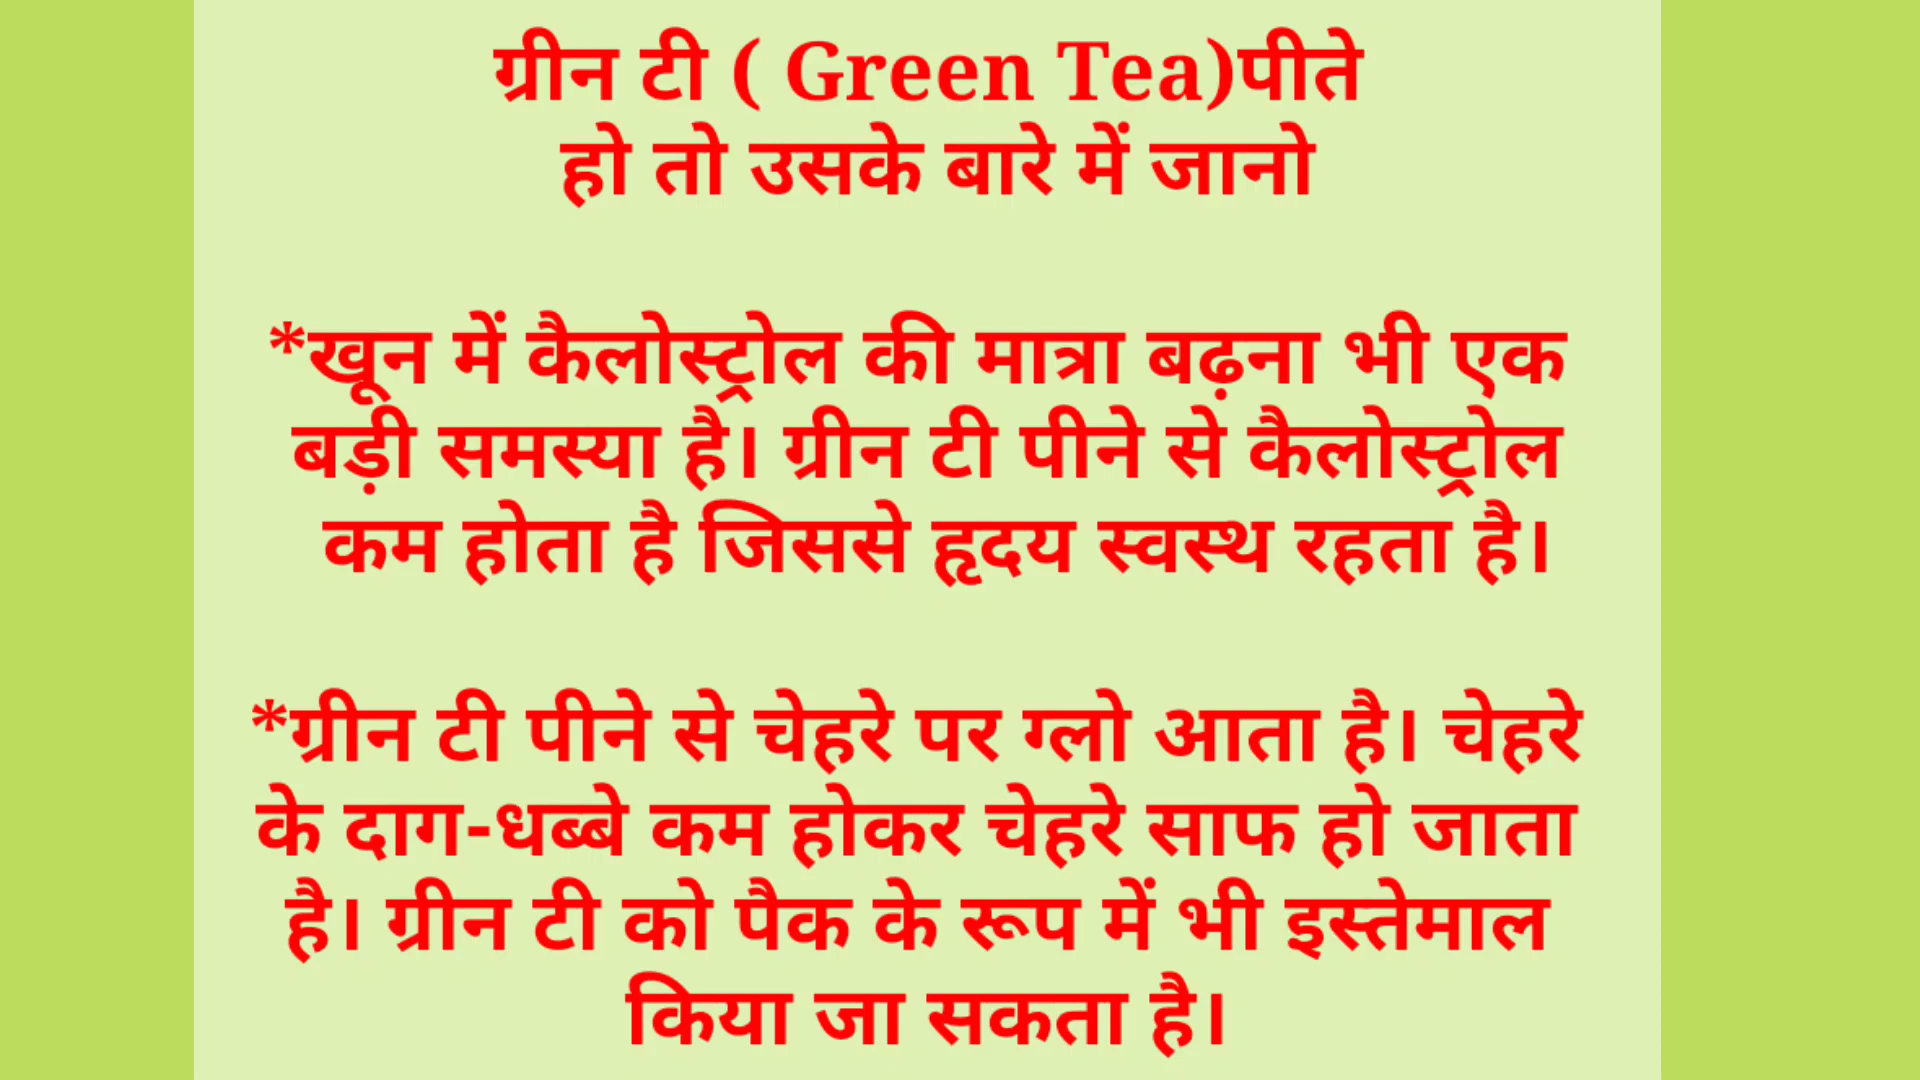 ग्रीन टी ( Green Tea)पीते
हो तो उसके बारे में जानो
*खून में कैलोस्ट्रोल की मात्रा बढ़ना भी एक
बड़ी समस्या है। ग्रीन टी पीने से कैलोस्ट्रोल
कम होता है जिससे हृदय स्वस्थ रहता है।
*ग्रीन टी पीने से चेहरे पर ग्लो आता है। चेहरे
के दाग-धब्बे कम होकर चेहरे साफ हो जाता
है। ग्रीन टी को पैक के रूप में भी इस्तेमाल
किया जा सकता है।